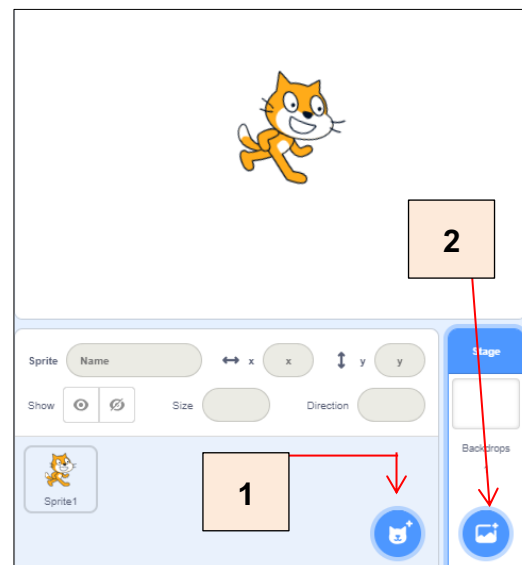 2
Sprite Name x x y y
Show Size Direction
Stage
Backdrops
Sprite1
1